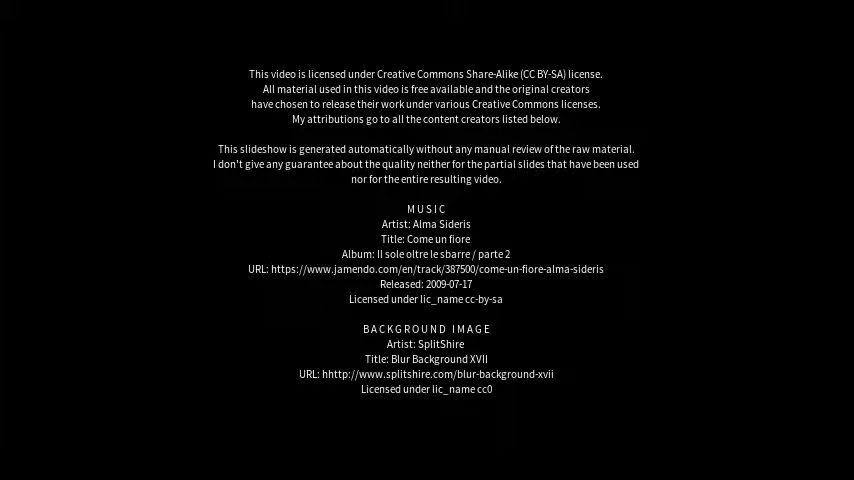 This video is licensed under Creative Commons Share-Alike (CC BY-SA) license.
All material used in this video is free available and the original creators
have chosen to release their work under various Creative Commons licenses.
My attributions go to all the content creators listed below.
This slideshow is generated automatically without any manual review of the raw material.
I don't give any guarantee about the quality neither for the partial slides that have been used
nor for the entire resulting video.
M U S I C
Artist: Alma Sideris
Title: Come un fiore
Album: Il sole oltre le sbarre / parte 2
URL: https://www.jamendo.com/en/track/387500/come-un-fiore-alma-sideris
Released: 2009-07-17
Licensed under lic_name cc-by-sa
B A C K G R O U N D   I M A G E
Artist: SplitShire
Title: Blur Background XVII
URL: hhttp://www.splitshire.com/blur-background-xvii
Licensed under lic_name cc0